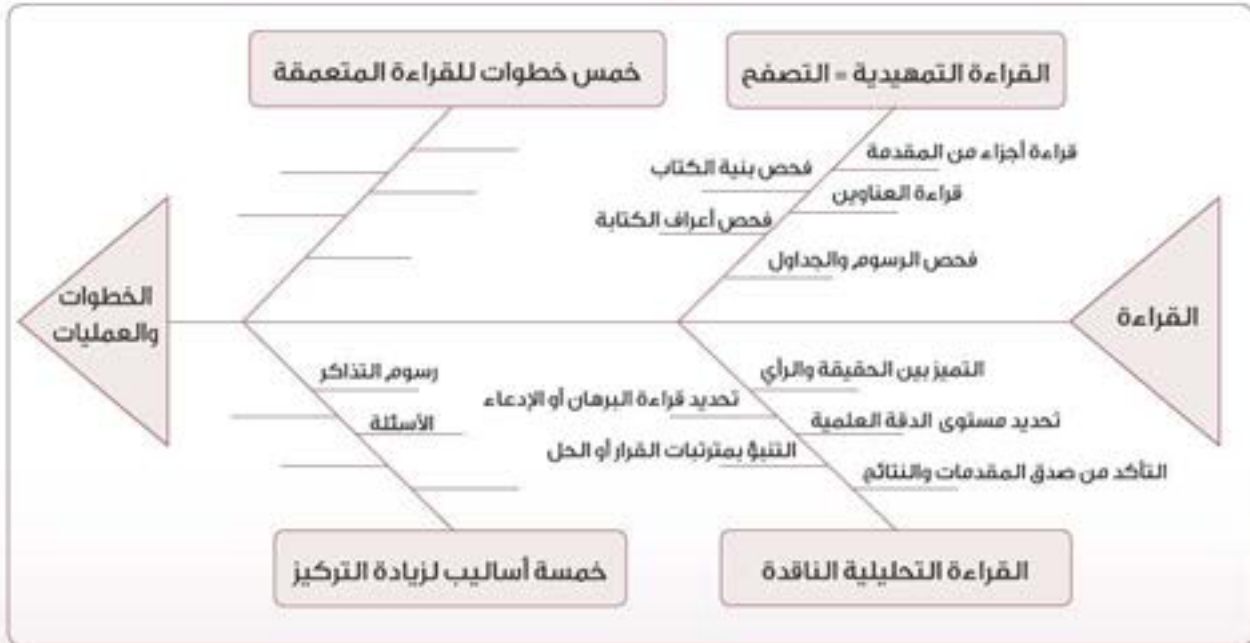 القراءة التمهيدية = التصفح
خمس خطوات للقراءة المتعمقة
قراءة أجزاء من المقدمة
فحص بنية الكتاب
قراءة العناوين
فحص أعراف الكتابة
فحص الرسوم والجداول
القراءة
الخطوات
والعمليات
التميز بين الحقيقة والرأي
تحديد قراءة البرهان أو الإدعاء
تحديد مستوى الدقة العلمية
التنبؤ بمترتبات القرار أو الحل
التأكد من صدق المقدمات والنتائج
رسوم التذاكر
الأسئلة
القراءة التحليلية الناقدة
خمسة أساليب لزيادة التركيز